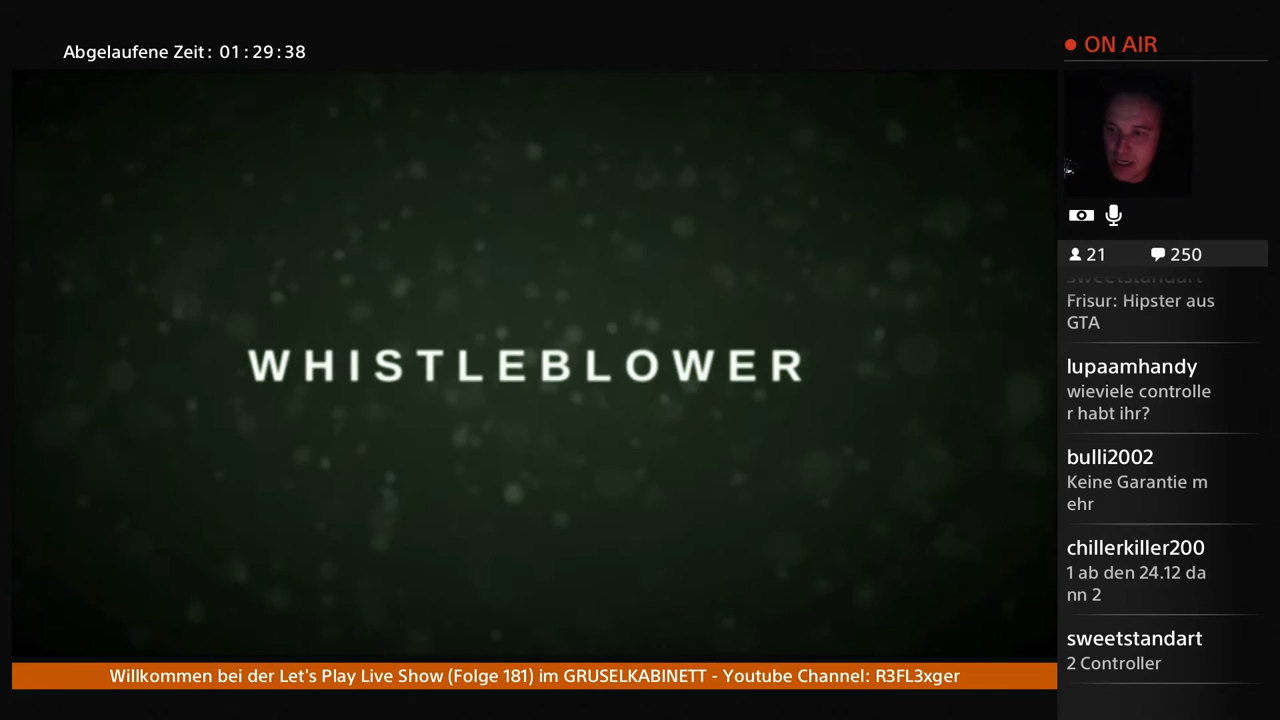 Abgelaufene Zeit: 01:29:38
ON AIR
21 250
sweetstandart
Frisur: Hipster aus
GTA
lupaamhandy
wieviele controlle
r habt ihr?
bulli2002
Keine Garantie m
ehr
chillerkiller200
1 ab den 24.12 da
nn 2
sweetstandart
2 Controller
WHISTLEBLOWER
Willkommen bei der Let's Play Live Show (Folge 181) im GRUSELKABINETT - Youtube Channel: R3FL3xger